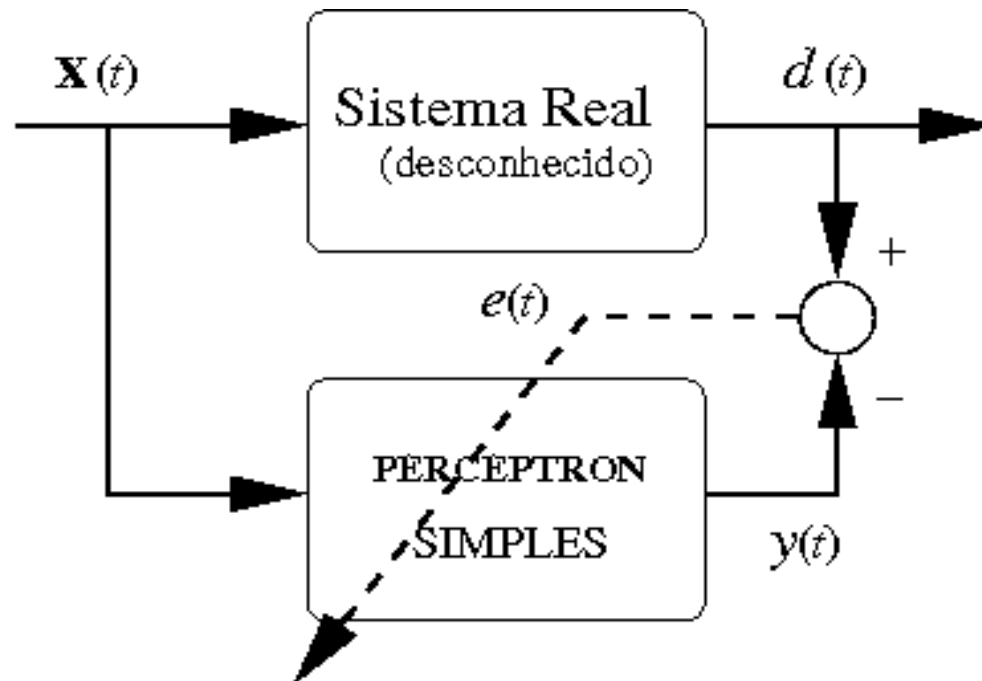 X(t)
Sistema Real
(desconhecido)
d(t)
+
e(t)
−
PERCEPTRON
SIMPLES
y(t)